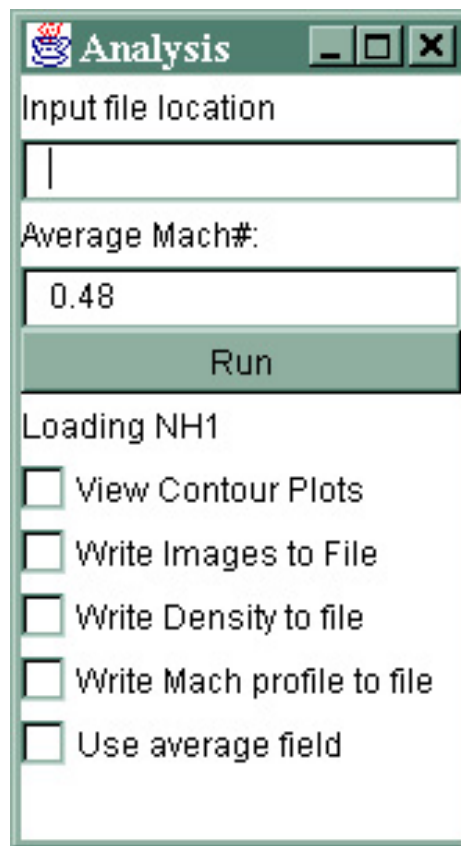 Analysis
Input file location
Average Mach#:
0.48
Run
Loading NH1
View Contour Plots
Write Images to File
Write Density to file
Write Mach profile to file
Use average field